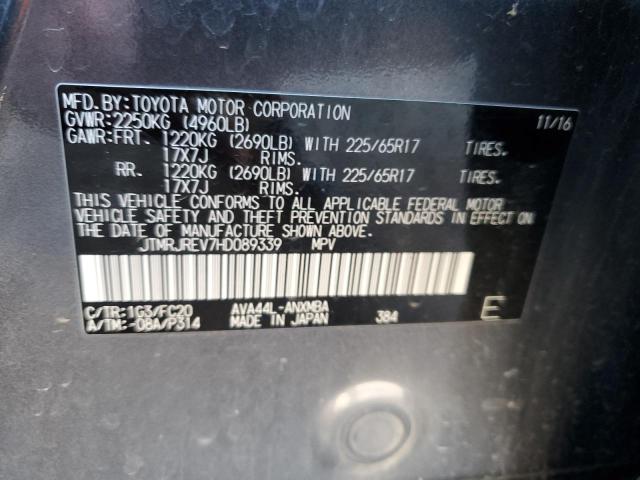 MFD.BY:TOYOTA MOTOR CORPORATION 11/16
GVWR:2250KG (4960LB)
GAWR:FRT. 1220KG (2690LB) WITH 225/65R17 TIRES.
17X7J RIMS.
RR. 1220KG (2690LB) WITH 225/65R17 TIRES.
17X7J RIMS.
THIS VEHICLE CONFORMS TO ALL APPLICABLE FEDERAL MOTOR
VEHICLE SAFETY AND THEFT PREVENTION STANDARDS IN EFFECT ON
THE DATE OF MANUFACTURE SHOWN ABOVE.
JTMRJREV7HD089339 MPV
C/TR:1G3/FC20 AVA44L-ANXMBA
A/TM:-08A/P314 MADE IN JAPAN 384 E